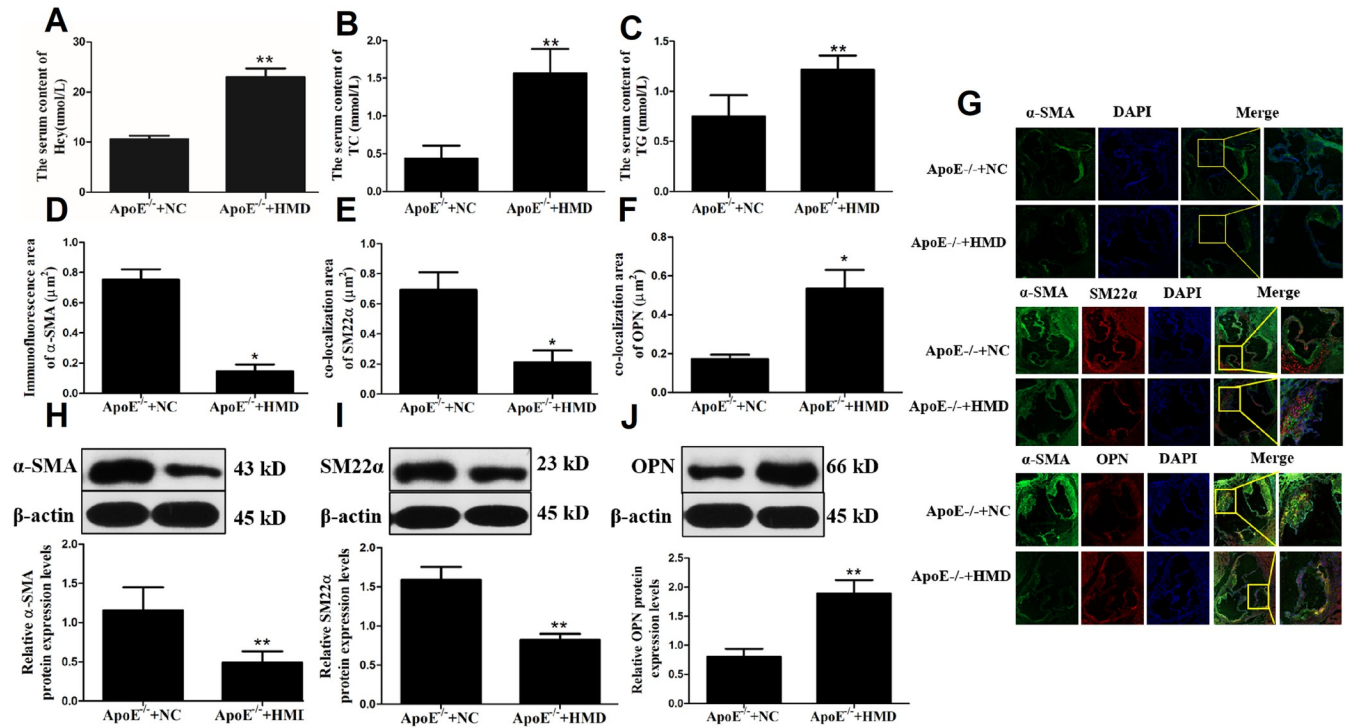 A
The serum content of
Hcy(umol/L)
30
20
10
0
**
ApoE-/-+NC
ApoE-/-+HMD
B
The serum content of
TC (mmol/L)
2.0
1.5
1.0
0.5
0.0
**
ApoE-/-+NC
ApoE-/-+HMD
C
The serum content of
TG (mmol/L)
1.5
1.0
0.5
0.0
**
ApoE-/-+NC
ApoE-/-+HMD
D
Immunofluorescence area
of α-SMA (μm2)
1.0
0.8
0.6
0.4
0.2
0.0
*
ApoE-/-+NC
ApoE-/-+HMD
E
co-localization area
of SM22α (μm2)
1.0
0.8
0.6
0.4
0.2
0.0
*
ApoE-/-+NC
ApoE-/-+HMD
F
co-location area
of OPN (μm2)
0.8
0.6
0.4
0.2
0.0
*
ApoE-/-+NC
ApoE-/-+HMD
G
α-SMA DAPI Merge
ApoE-/-+NC
ApoE-/-+HMD
α-SMA SM22α DAPI Merge
ApoE-/-+NC
ApoE-/-+HMD
α-SMA OPN DAPI Merge
ApoE-/-+NC
ApoE-/-+HMD
H
α-SMA 43 kD
β-actin 45 kD
Relative α-SMA
protein expression levels
2.0
1.5
1.0
0.5
0.0
**
ApoE-/-+NC
ApoE-/-+HMD
I
SM22α 23 kD
β-actin 45 kD
Relative SM22α
protein expression levels
2.0
1.5
1.0
0.5
0.0
**
ApoE-/-+NC
ApoE-/-+HMD
J
OPN 66 kD
β-actin 45 kD
Relative OPN protein
expression levels
2.5
2.0
1.5
1.0
0.5
0.0
**
ApoE-/-+NC
ApoE-/-+HMD